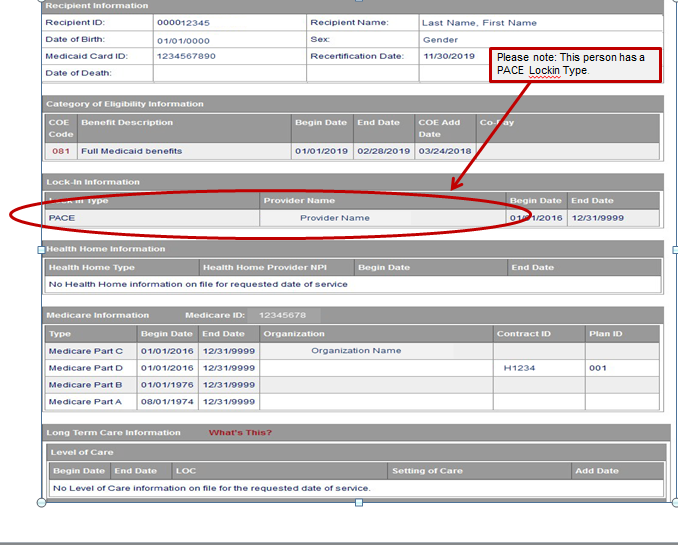 Recipient Information
Recipient ID: 000012345 Recipient Name: Last Name, First Name
Date of Birth: 01/01/0000 Sex: Gender
Medicaid Card ID: 1234567890 Recertification Date: 11/30/2019
Date of Death:
Please note: This person has a
PACE Lockin Type.
Category of Eligibility Information
COE Code Benefit Description Begin Date End Date COE Add Date
081 Full Medicaid benefits 01/01/2019 02/28/2019 03/24/2018
Lock-In Information
Provider Name Begin Date End Date
PACE Provider Name 01/01/2016 12/31/9999
Health Home Information
Health Home Type Health Home Provider NPI Begin Date End Date
No Health Home information on file for requested date of service
Medicare Information Medicare ID: 12345678
Type Begin Date End Date Organization Contract ID Plan ID
Medicare Part C 01/01/2016 12/31/9999 Organization Name
Medicare Part D 01/01/2016 12/31/9999 H1234 001
Medicare Part B 01/01/1976 12/31/9999
Medicare Part A 08/01/1974 12/31/9999
Long Term Care Information What's This?
Level of Care
Begin Date End Date LOC Setting of Care Add Date
No Level of Care information on file for the requested date of service.